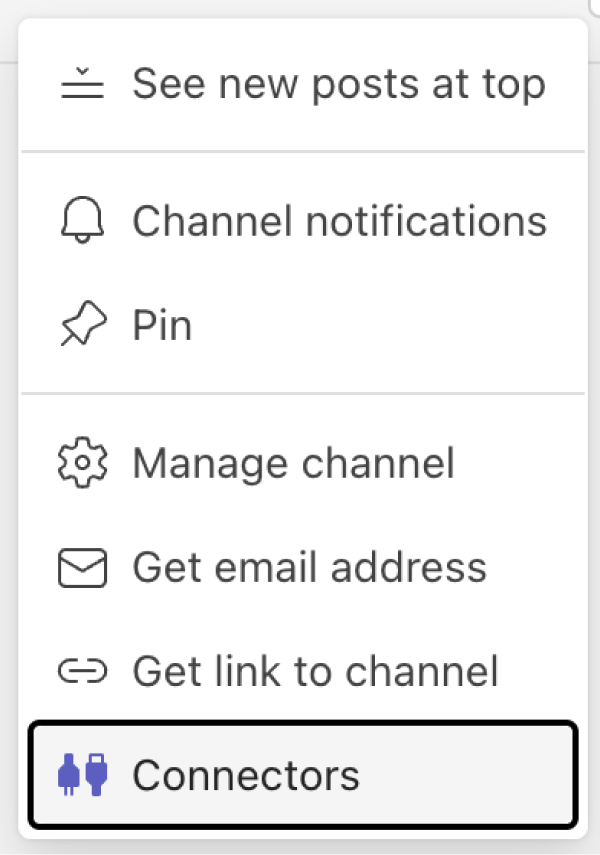 See new posts at top
Channel notifications
Pin
Manage channel
Get email address
Get link to channel
Connectors